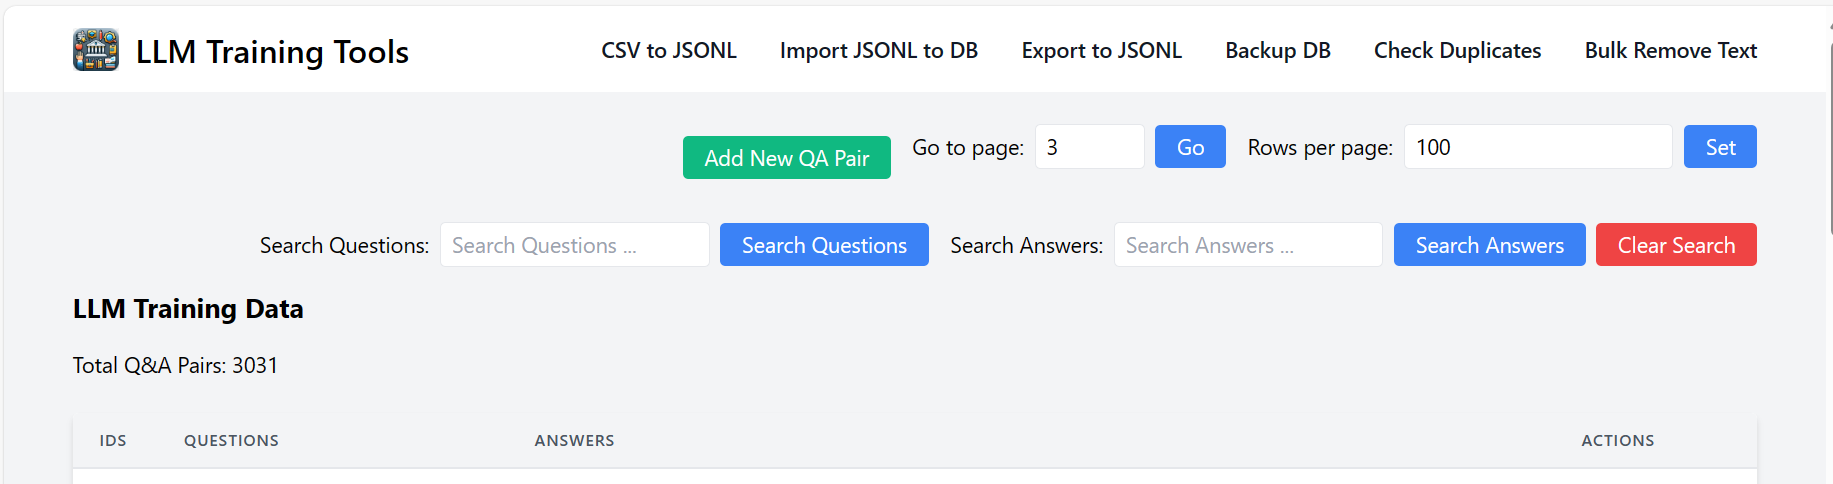 LLM Training Tools CSV to JSONL Import JSONL to DB Export to JSONL Backup DB Check Duplicates Bulk Remove Text
Add New QA Pair Go to page: 3 Go Rows per page: 100 Set
Search Questions: Search Questions ... Search Questions Search Answers: Search Answers ... Search Answers Clear Search
LLM Training Data
Total Q&A Pairs: 3031
IDS QUESTIONS ANSWERS ACTIONS